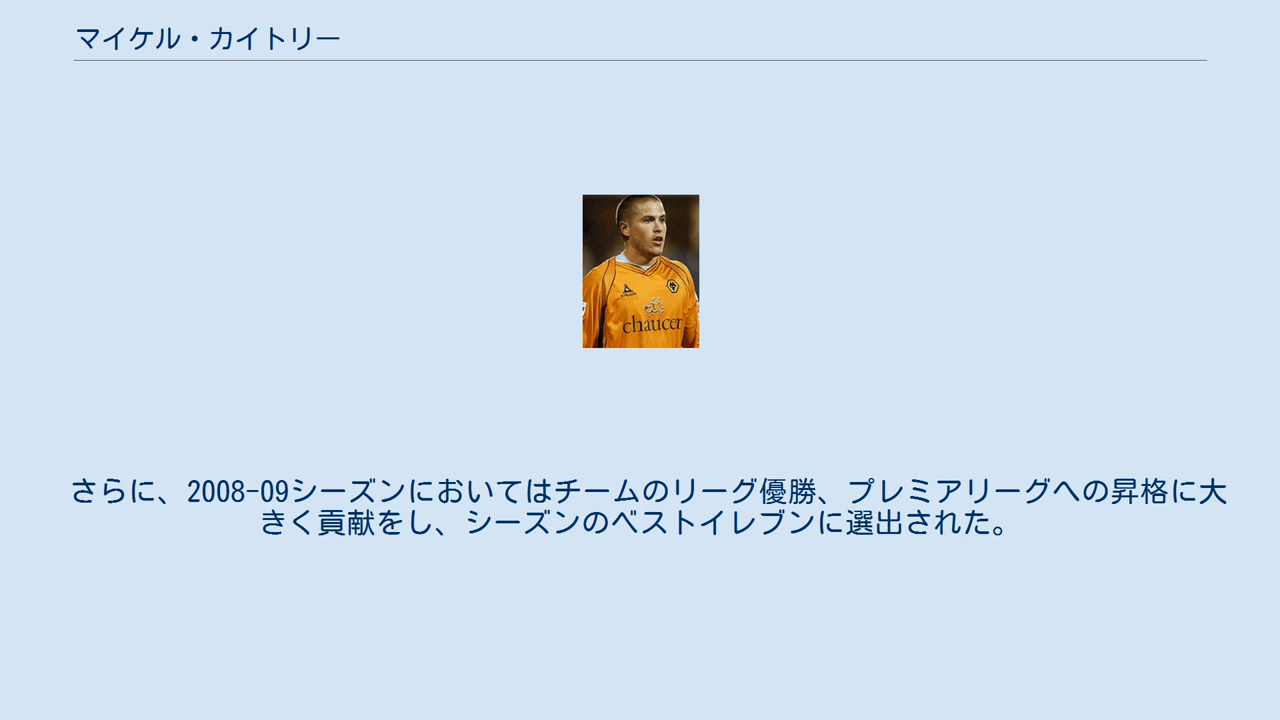 マイケル・カイトリー
chaucer
さらに、2008-09シーズンにおいてはチームのリーグ優勝、プレミアリーグへの昇格に大
きく貢献をし、シーズンのベストイレブンに選出された。